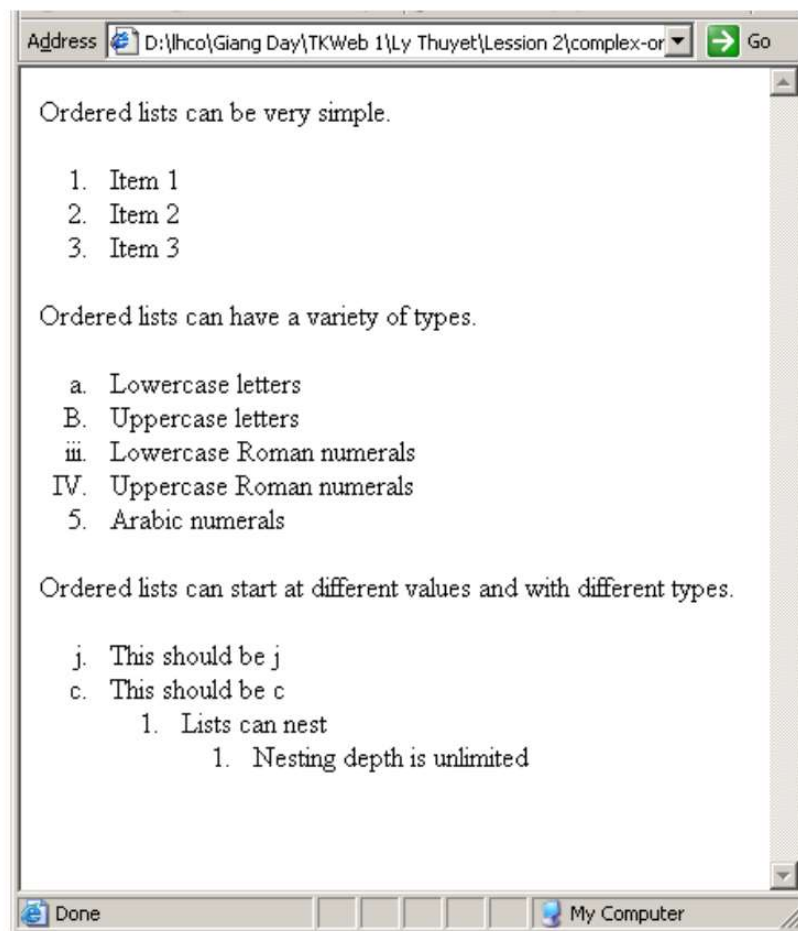 Address D:\lhco\Giang Day\TKWeb 1\Ly Thuyet\Lession 2\complex-or Go
Ordered lists can be very simple.
1. Item 1
2. Item 2
3. Item 3
Ordered lists can have a variety of types.
a. Lowercase letters
B. Uppercase letters
iii. Lowercase Roman numerals
IV. Uppercase Roman numerals
5. Arabic numerals
Ordered lists can start at different values and with different types.
j. This should be j
c. This should be c
1. Lists can nest
1. Nesting depth is unlimited
Done My Computer